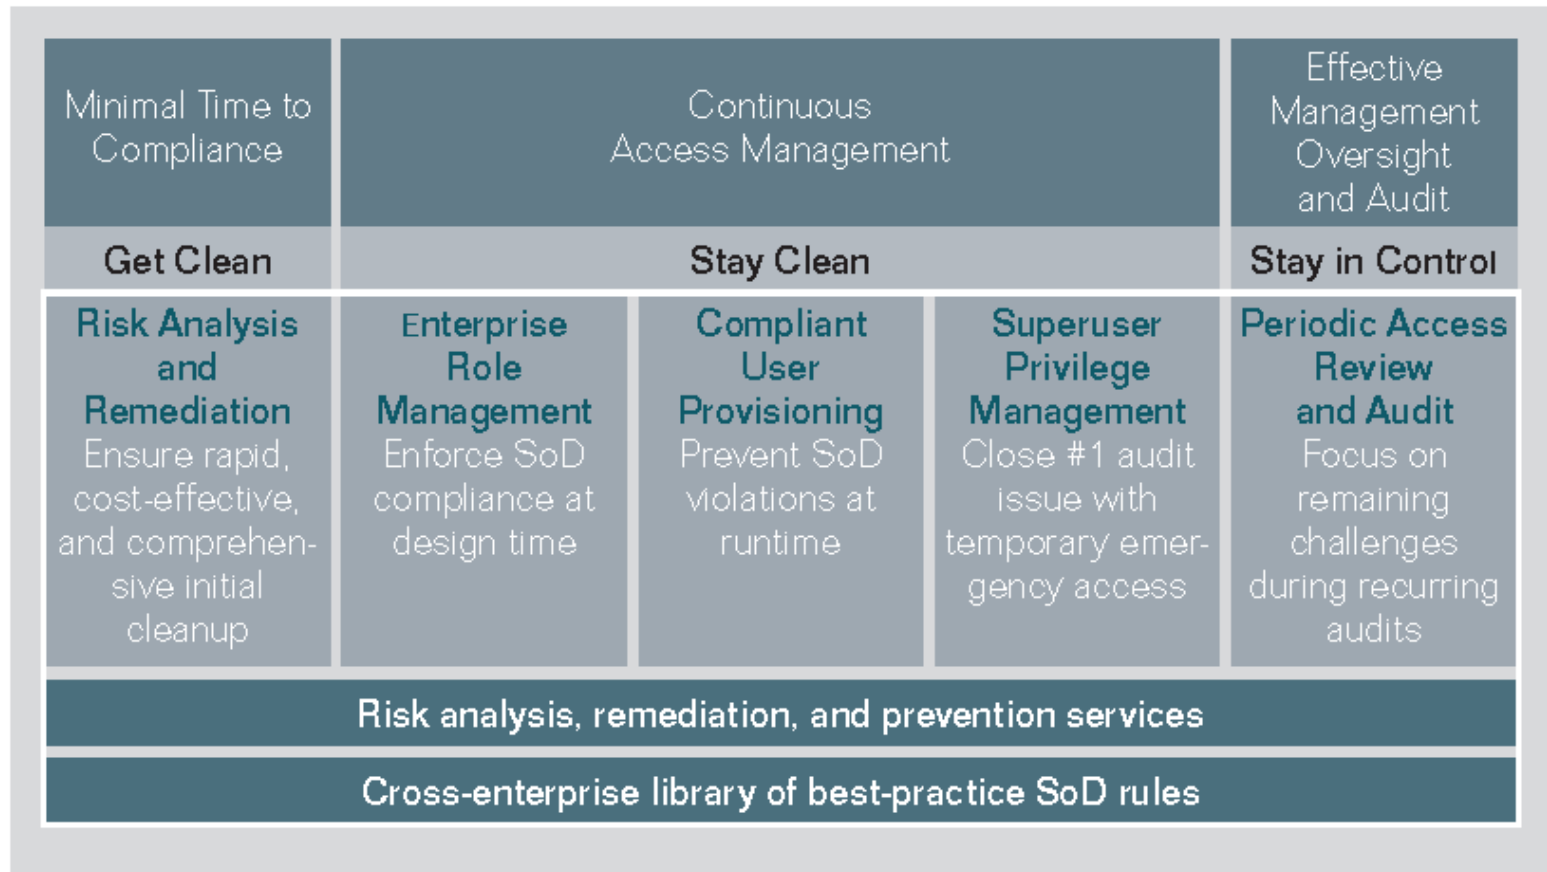 Minimal Time to
Compliance
Continuous
Access Management
Effective
Management
Oversight
and Audit
Get Clean
Stay Clean
Stay in Control
Risk Analysis
and
Remediation
Ensure rapid,
cost-effective,
and comprehen-
sive initial
cleanup
Enterprise
Role
Management
Enforce SoD
compliance at
design time
Compliant
User
Provisioning
Prevent SoD
violations at
runtime
Superuser
Privilege
Management
Close #1 audit
issue with
temporary emer-
gency access
Periodic Access
Review
and Audit
Focus on
remaining
challenges
during recurring
audits
Risk analysis, remediation, and prevention services
Cross-enterprise library of best-practice SoD rules